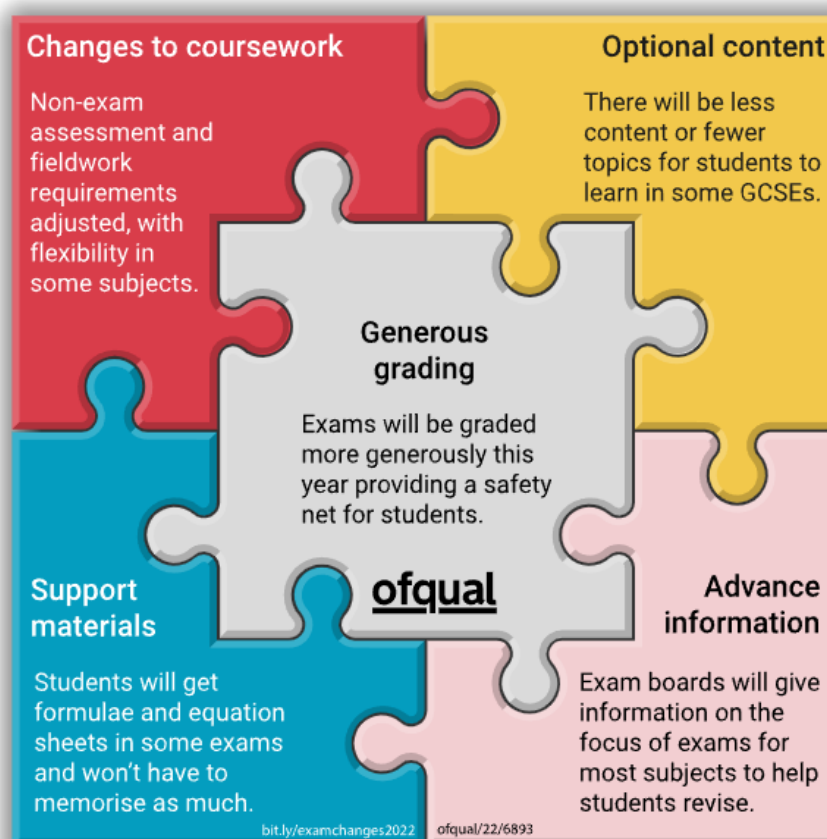 Changes to coursework
Non-exam
assessment and
fieldwork
requirements
adjusted, with
flexibility in
some subjects.
Optional content
There will be less
content or fewer
topics for students to
learn in some GCSEs.
Generous
grading
Exams will be graded
more generously this
year providing a safety
net for students.
ofqual
Support
materials
Students will get
formulae and equation
sheets in some exams
and won't have to
memorise as much.
bit.ly/examchanges2022
Advance
information
Exam boards will give
information on the
focus of exams for
most subjects to help
students revise.
ofqual/22/6893